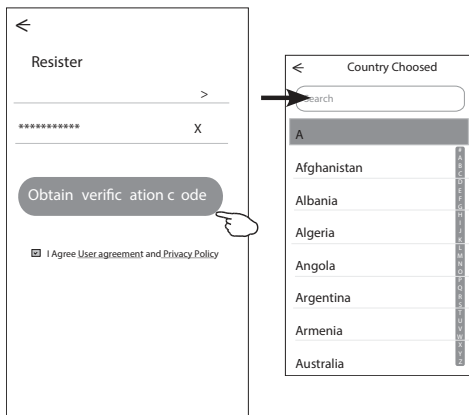 Resister
>
*********** X
Obtain verific ation c ode
I Agree User agreement and Privacy Policy
Country Choosed
Search
A
Afghanistan
Albania
Algeria
Angola
Argentina
Armenia
Australia
#
A
B
C
D
E
F
G
H
I
J
K
L
M
N
O
P
Q
R
S
T
U
V
W
X
Y
Z